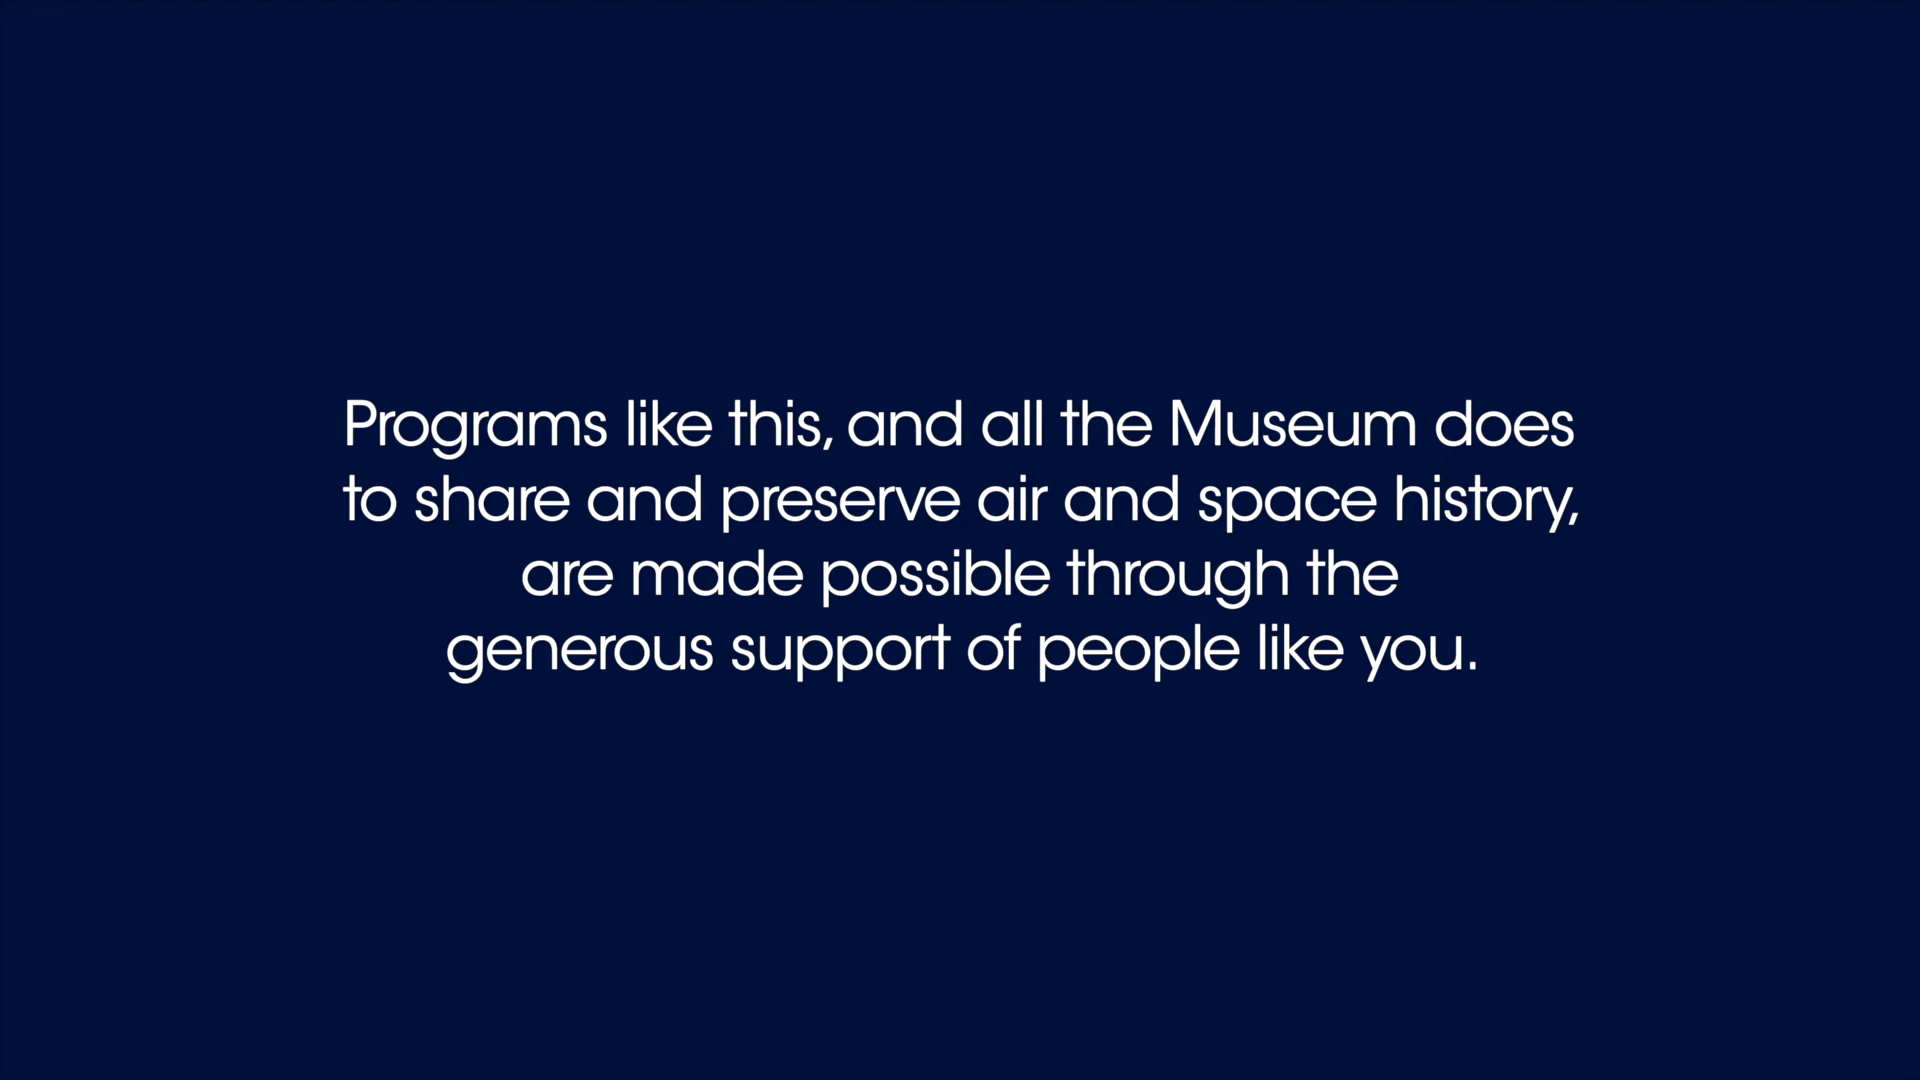 Programs like this, and all the Museum does
to share and preserve air and space history,
are made possible through the
generous support of people like you.